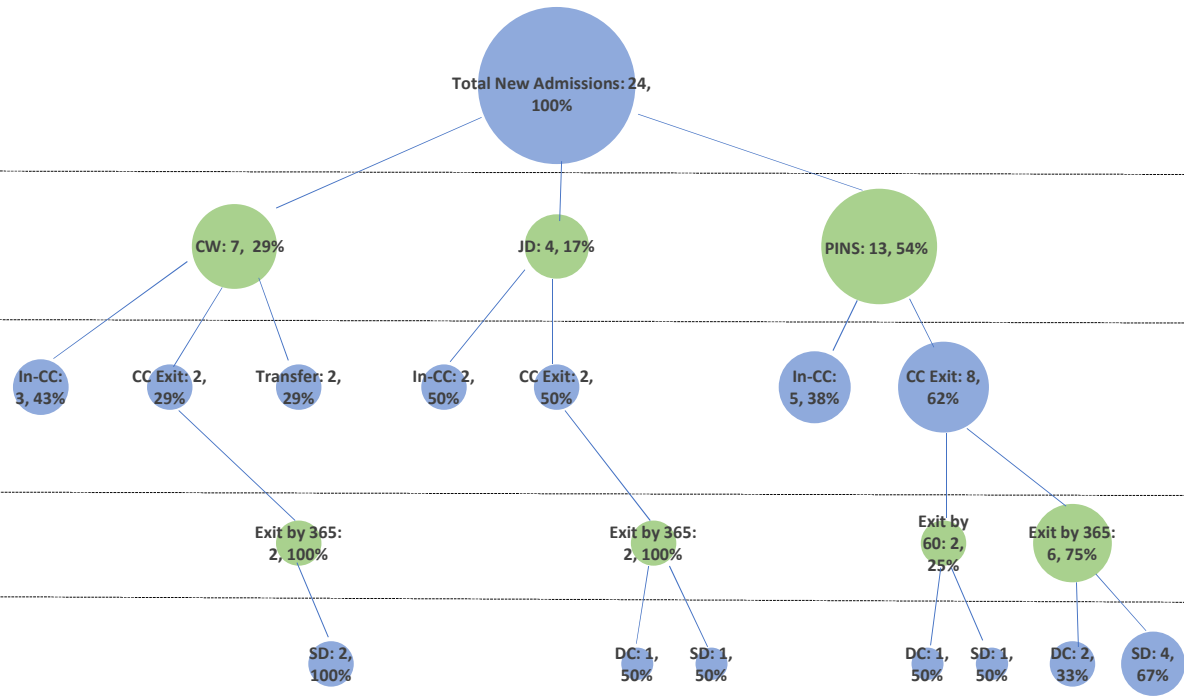 Total New Admissions: 24,
100%
CW: 7, 29%
JD: 4, 17%
PINS: 13, 54%
In-CC:
3, 43%
CC Exit: 2,
29%
Transfer: 2,
29%
In-CC: 2,
50%
CC Exit: 2,
50%
In-CC:
5, 38%
CC Exit: 8,
62%
Exit by 365:
2, 100%
Exit by 365:
2, 100%
Exit by
60: 2,
25%
Exit by 365:
6, 75%
SD: 2,
100%
DC: 1,
50%
SD: 1,
50%
DC: 1,
50%
SD: 1,
50%
DC: 2,
33%
SD: 4,
67%